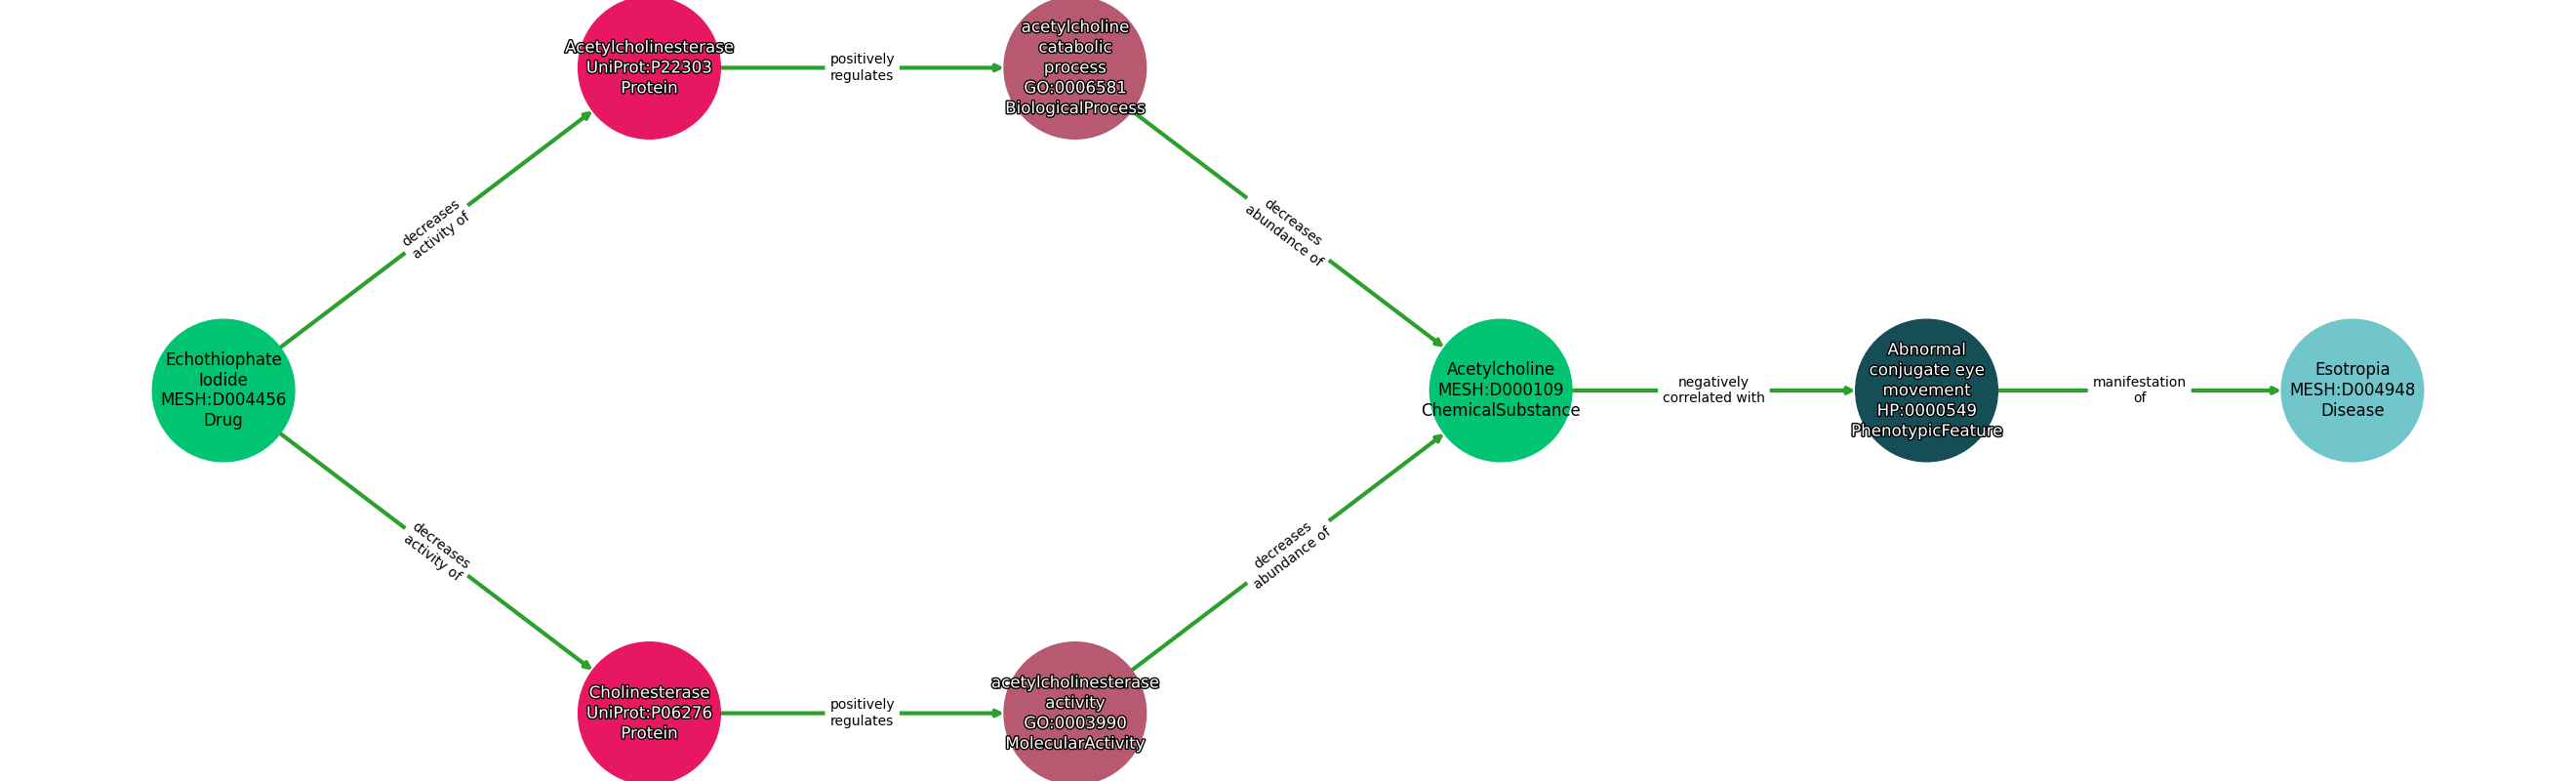 Acetylcholinesterase
UniProt:P22303
Protein
positively
regulates
acetylcholine
catabolic
process
GO:0006581
BiologicalProcess
decreases
activity of
decreases
abundance of
Echothiophate
Iodide
MESH:D004456
Drug
Acetylcholine
MESH:D000109
ChemicalSubstance
negatively
correlated with
Abnormal
conjugate eye
movement
HP:0000549
PhenotypicFeature
manifestation
of
Esotropia
MESH:D004948
Disease
decreases
activity of
decreases
abundance of
Cholinesterase
UniProt:P06276
Protein
positively
regulates
acetylcholinesterase
activity
GO:0003990
MolecularActivity